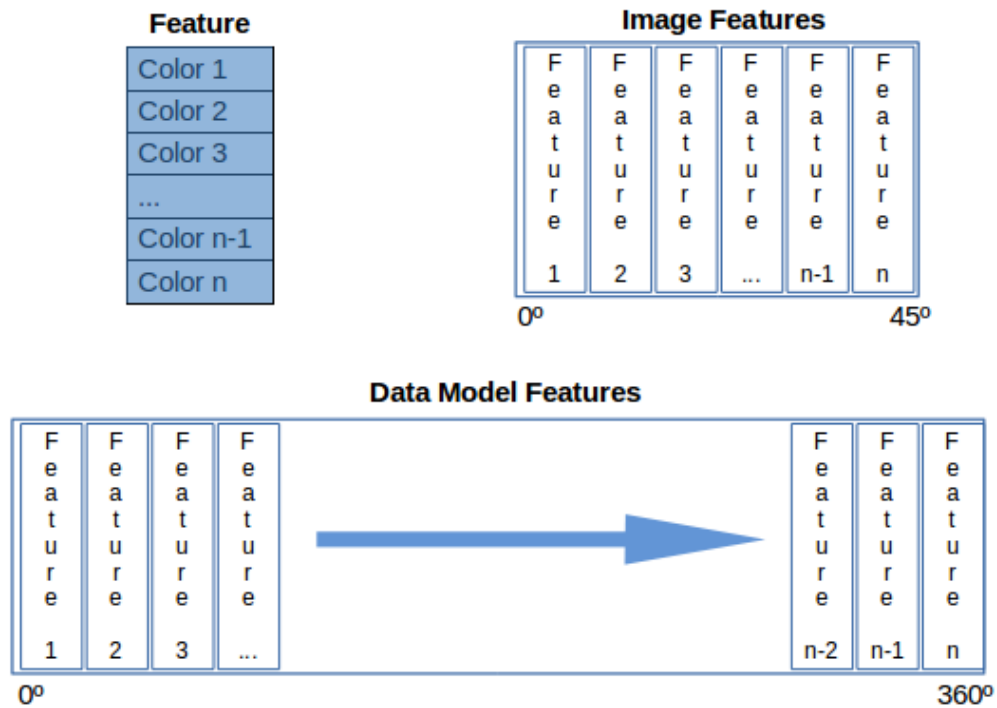 Feature
Color 1
Color 2
Color 3
...
Color n-1
Color n
Image Features
Feature 1
Feature 2
Feature 3
Feature ...
Feature n-1
Feature n
0º
45º
Data Model Features
Feature 1
Feature 2
Feature 3
Feature ...
Feature n-2
Feature n-1
Feature n
0º
360º